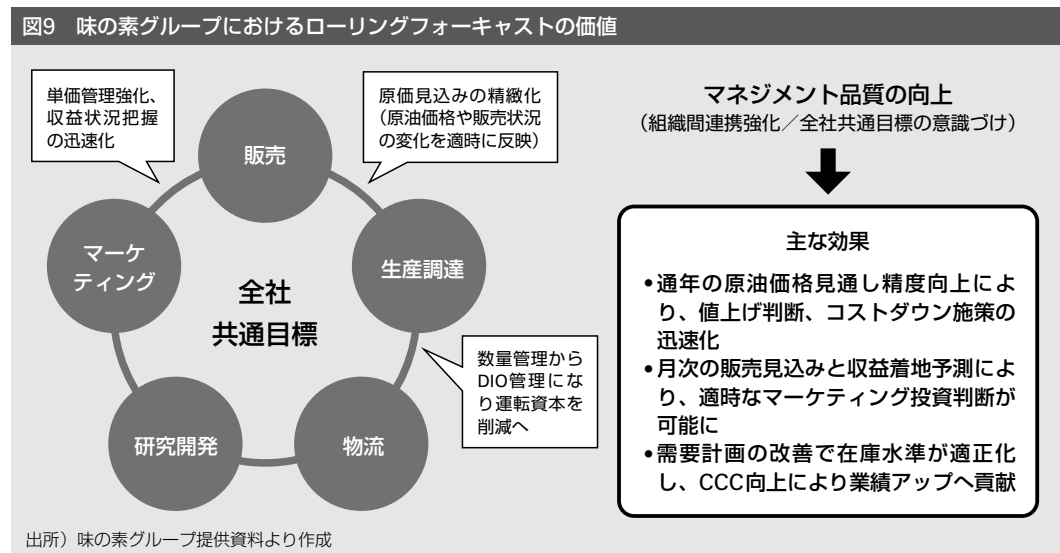 図9　味の素グループにおけるローリングフォーキャストの価値
単価管理強化、
収益状況把握
の迅速化
原価見込みの精緻化
（原油価格や販売状況
の変化を適時に反映）
販売
マーケ
ティング
生産調達
全社
共通目標
数量管理から
DIO管理にな
り運転資本を
削減へ
研究開発
物流
マネジメント品質の向上
（組織間連携強化／全社共通目標の意識づけ）
主な効果
•通年の原油価格見通し精度向上によ
り、値上げ判断、コストダウン施策の
迅速化
•月次の販売見込みと収益着地予測によ
り、適時なマーケティング投資判断が
可能に
•需要計画の改善で在庫水準が適正化
し、CCC向上により業績アップへ貢献
出所）味の素グループ提供資料より作成